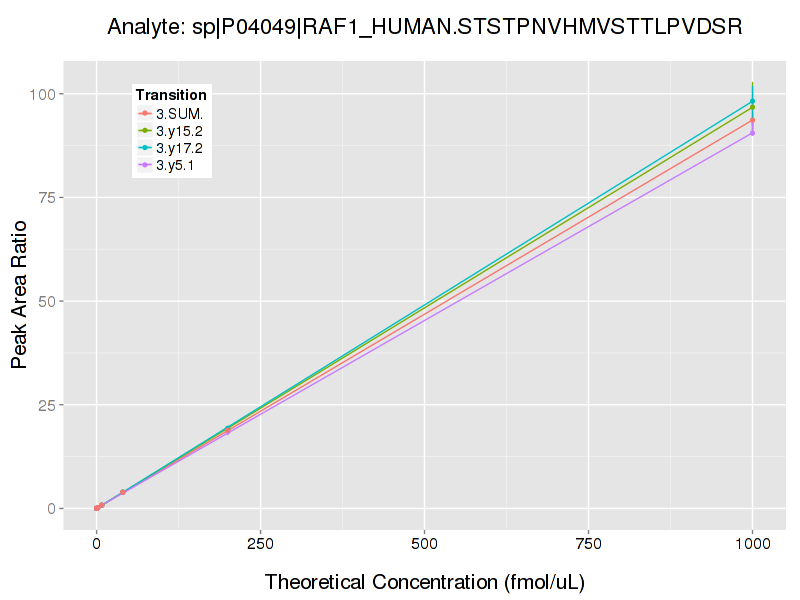 Analyte: sp|P04049|RAF1_HUMAN.STSTPNVHMVSTTLPVDSR
Transition
3.SUM.
3.y15.2
3.y17.2
3.y5.1
Peak Area Ratio
100
75
50
25
0
0 250 500 750 1000
Theoretical Concentration (fmol/uL)